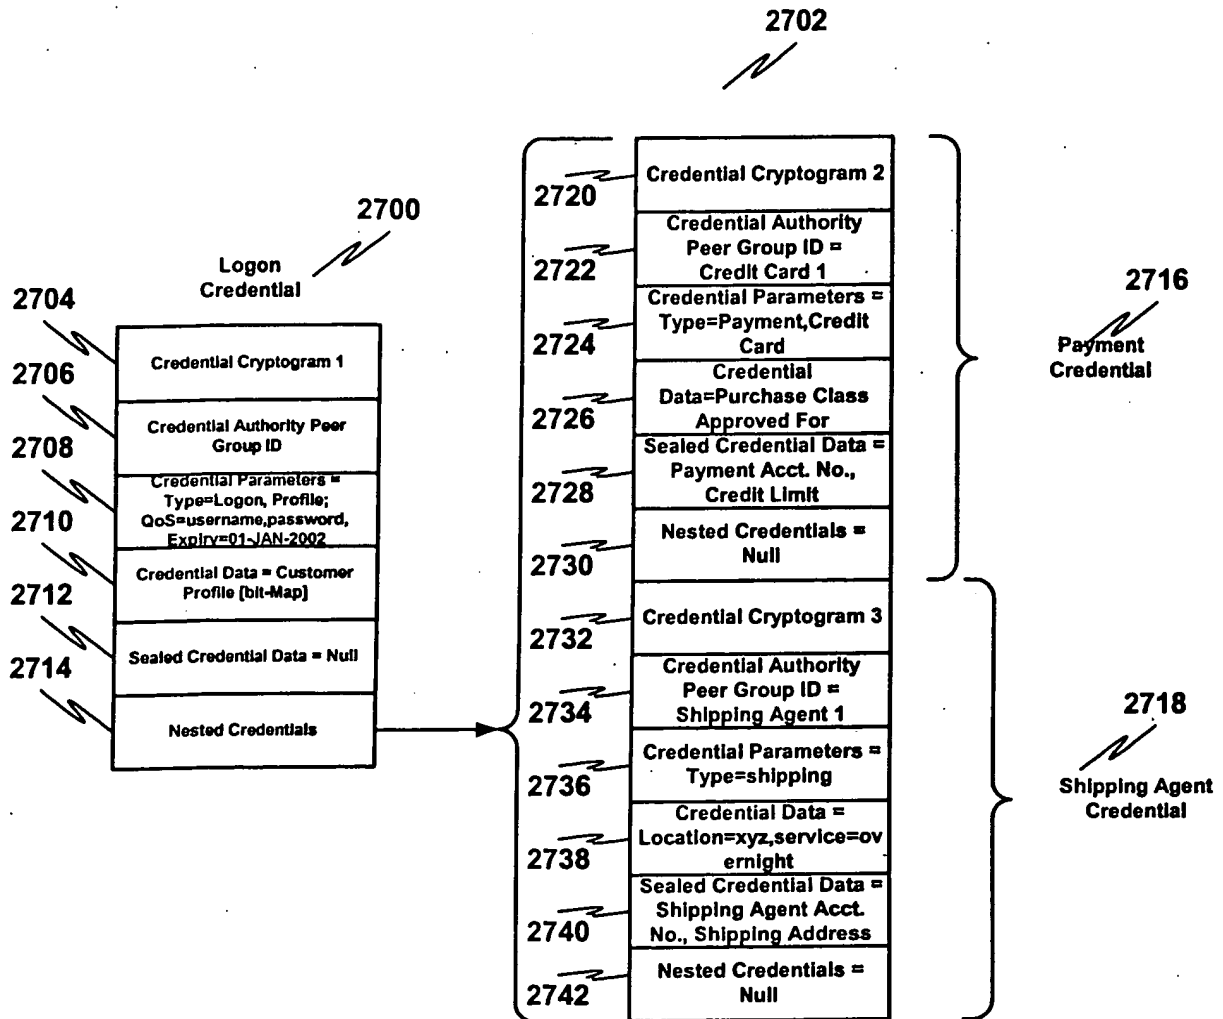 2702
2700
Logon
Credential
2704
Credential Cryptogram 1
2706
Credential Authority Peer
Group ID
2708
Credential Parameters =
Type=Logon, Profile;
QoS=username,password,
Expiry=01-JAN-2002
2710
Credential Data = Customer
Profile [bit-Map]
2712
Sealed Credential Data = Null
2714
Nested Credentials
2720
Credential Cryptogram 2
2722
Credential Authority
Peer Group ID =
Credit Card 1
2724
Credential Parameters =
Type=Payment,Credit
Card
2726
Credential
Data=Purchase Class
Approved For
2728
Sealed Credential Data =
Payment Acct. No.,
Credit Limit
2730
Nested Credentials =
Null
2716
Payment
Credential
2732
Credential Cryptogram 3
2734
Credential Authority
Peer Group ID =
Shipping Agent 1
2736
Credential Parameters =
Type=shipping
2738
Credential Data =
Location=xyz,service=ov
ernight
2740
Sealed Credential Data =
Shipping Agent Acct.
No., Shipping Address
2742
Nested Credentials =
Null
2718
Shipping Agent
Credential